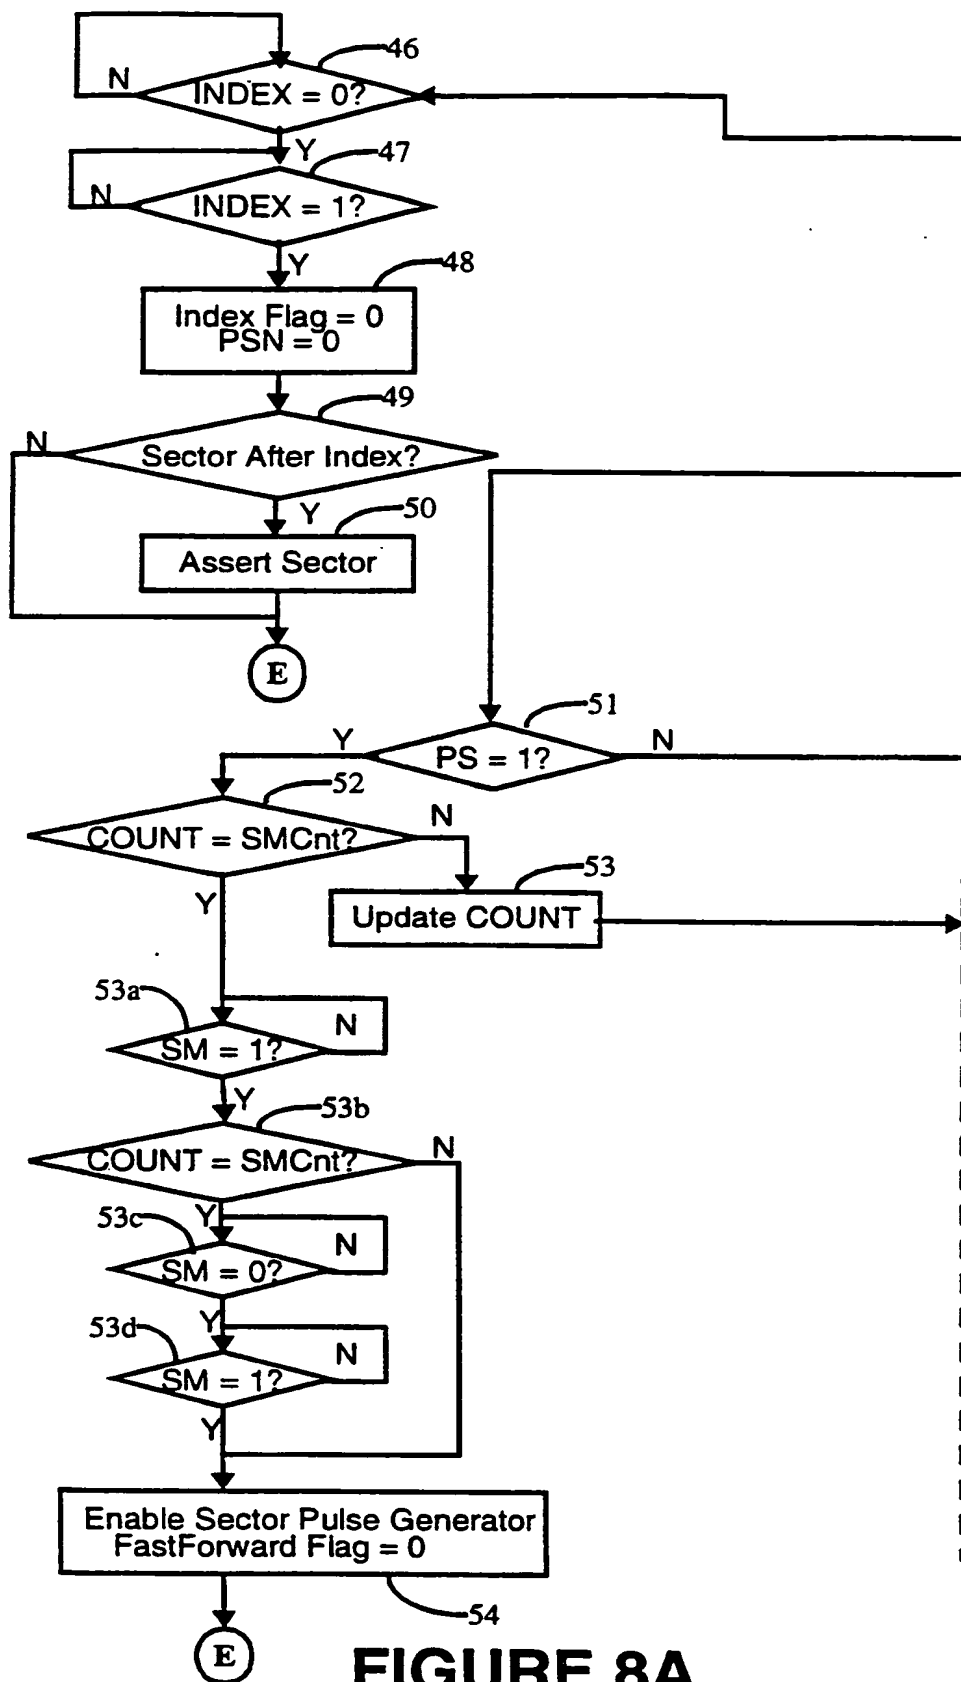 46
N
INDEX = 0?
Y
47
N
INDEX = 1?
Y
48
Index Flag = 0
PSN = 0
49
N
Sector After Index?
Y
50
Assert Sector
E
51
Y
PS = 1?
N
52
COUNT = SMCnt?
N
Y
53
Update COUNT
53a
N
SM = 1?
Y
53b
COUNT = SMCnt?
N
Y
53c
N
SM = 0?
Y
53d
N
SM = 1?
Y
Enable Sector Pulse Generator
FastForward Flag = 0
54
E
FIGURE 8A